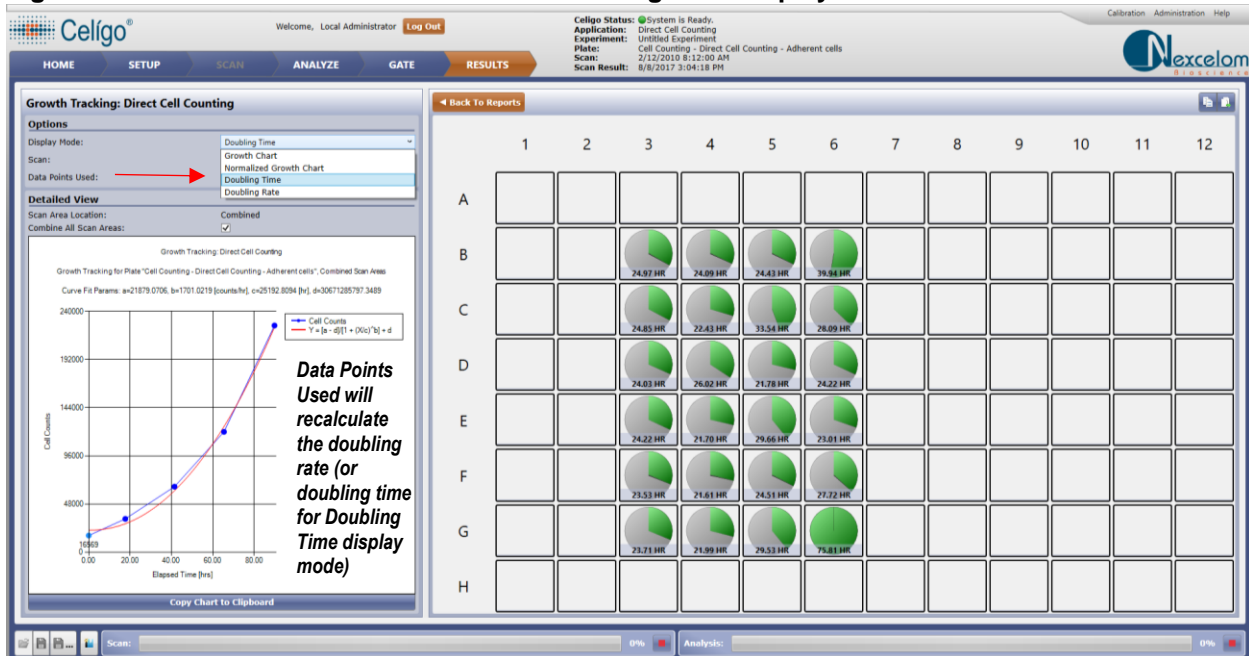 Celígo®
Welcome, Local Administrator Log Out
Celigo Status: System is Ready.
Application: Direct Cell Counting
Experiment: Untitled Experiment
Plate: Cell Counting - Direct Cell Counting - Adherent cells
Scan: 2/12/2010 8:12:00 AM
Scan Result: 8/8/2017 3:04:18 PM
Calibration Administration Help
Nexcelom
Bioscience
HOME SETUP SCAN ANALYZE GATE RESULTS
Growth Tracking: Direct Cell Counting
Options
Display Mode: Doubling Time
Scan:
Data Points Used:
Growth Chart
Normalized Growth Chart
Doubling Time
Doubling Rate
Detailed View
Scan Area Location: Combined
Combine All Scan Areas:
Growth Tracking: Direct Cell Counting
Growth Tracking for Plate "Cell Counting - Direct Cell Counting - Adherent cells", Combined Scan Areas
Curve Fit Params: a=21879.0706, b=1701.0219 [counts/hr], c=25192.8094 [hr], d=30671285797.3489
Cell Counts
Y = [a - d]/[1 + (X/c)^b] + d
240000
192000
144000
96000
48000
0
16969
Cell Counts
0.00 20.00 40.00 60.00 80.00
Elapsed Time [hrs]
Data Points
Used will
recalculate
the doubling
rate (or
doubling time
for Doubling
Time display
mode)
Copy Chart to Clipboard
Back To Reports
1 2 3 4 5 6 7 8 9 10 11 12
A
B
24.97 HR 24.09 HR 24.43 HR 39.94 HR
C
24.85 HR 22.43 HR 33.54 HR 28.09 HR
D
24.03 HR 26.02 HR 21.78 HR 24.22 HR
E
24.22 HR 21.70 HR 29.66 HR 23.01 HR
F
23.53 HR 21.61 HR 24.51 HR 27.72 HR
G
23.71 HR 21.99 HR 29.53 HR 75.81 HR
H
Scan: 0% Analysis: 0%